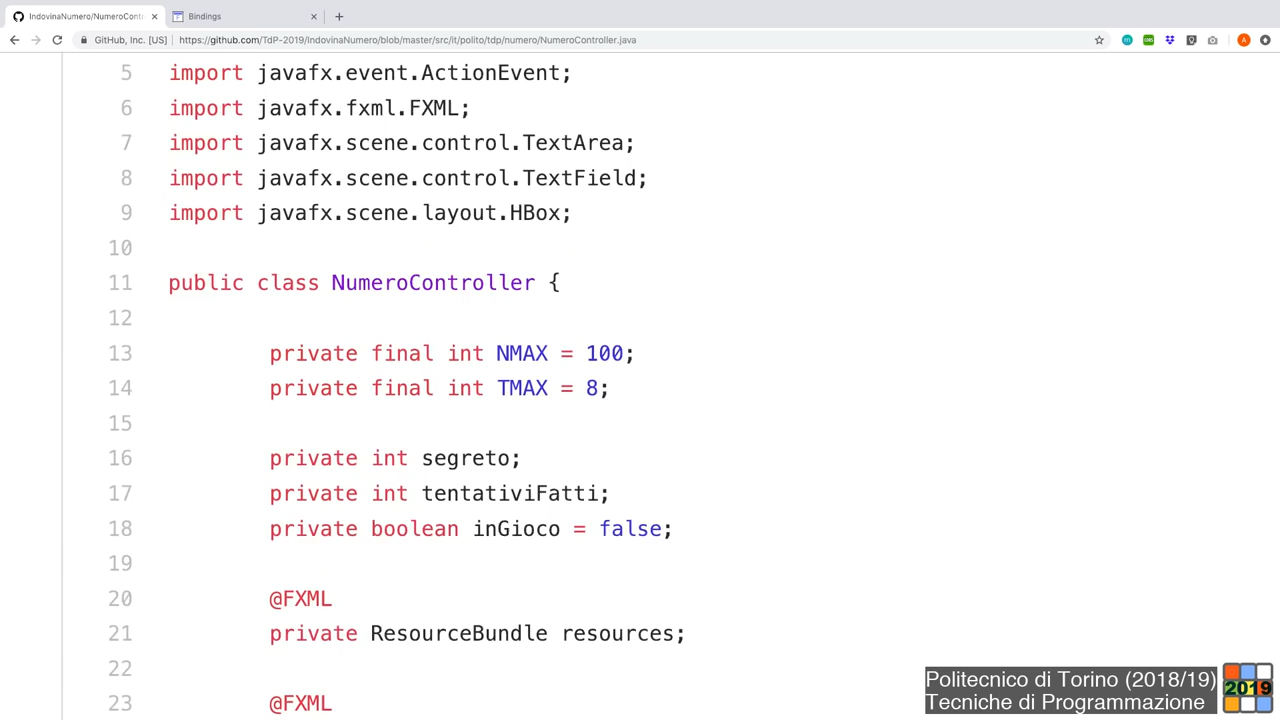 IndovinaNumero/NumeroContr
Bindings
GitHub, Inc. [US]
https://github.com/TdP-2019/IndovinaNumero/blob/master/src/it/polito/tdp/numero/NumeroController.java
5 import javafx.event.ActionEvent;
6 import javafx.fxml.FXML;
7 import javafx.scene.control.TextArea;
8 import javafx.scene.control.TextField;
9 import javafx.scene.layout.HBox;
10
11 public class NumeroController {
12
13 private final int NMAX = 100;
14 private final int TMAX = 8;
15
16 private int segreto;
17 private int tentativiFatti;
18 private boolean inGioco = false;
19
20 @FXML
21 private ResourceBundle resources;
22
23 @FXML
Politecnico di Torino (2018/19)
Tecniche di Programmazione
2019